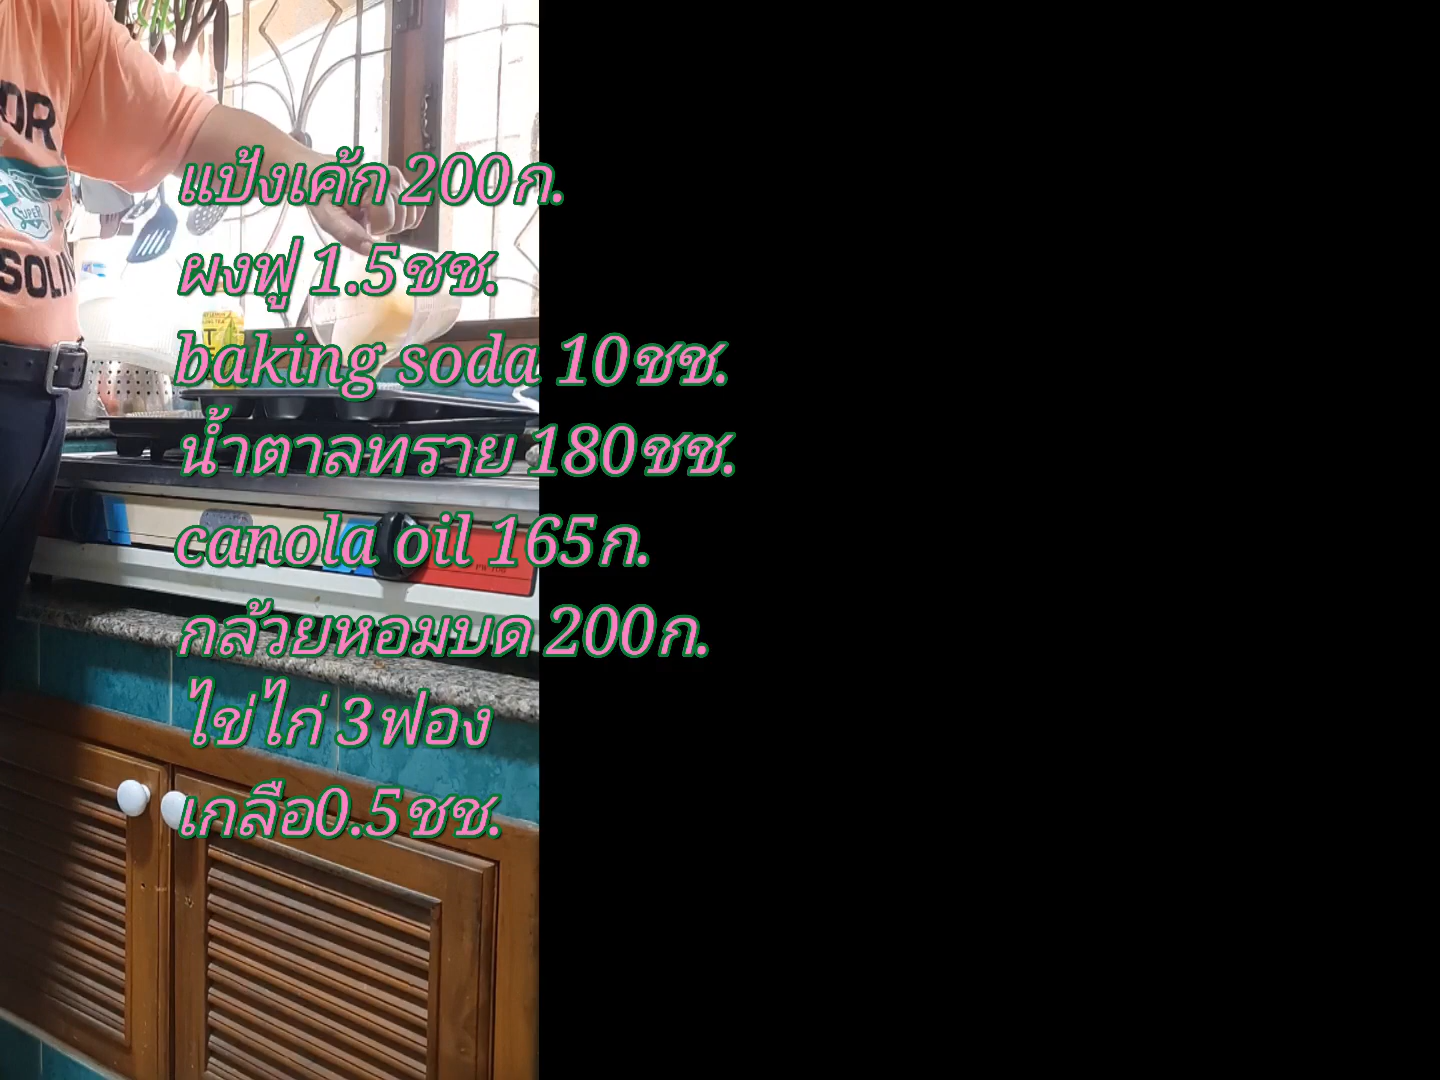 OR
SUPER
SOLIN
แป้งเค้ก 200ก.
ผงฟู 1.5ชช.
baking soda 10ชช.
น้ำตาลทราย 180ชช.
canola oil 165ก.
กล้วยหอมบด 200ก.
ไข่ไก่ 3ฟอง
เกลือ0.5ชช.